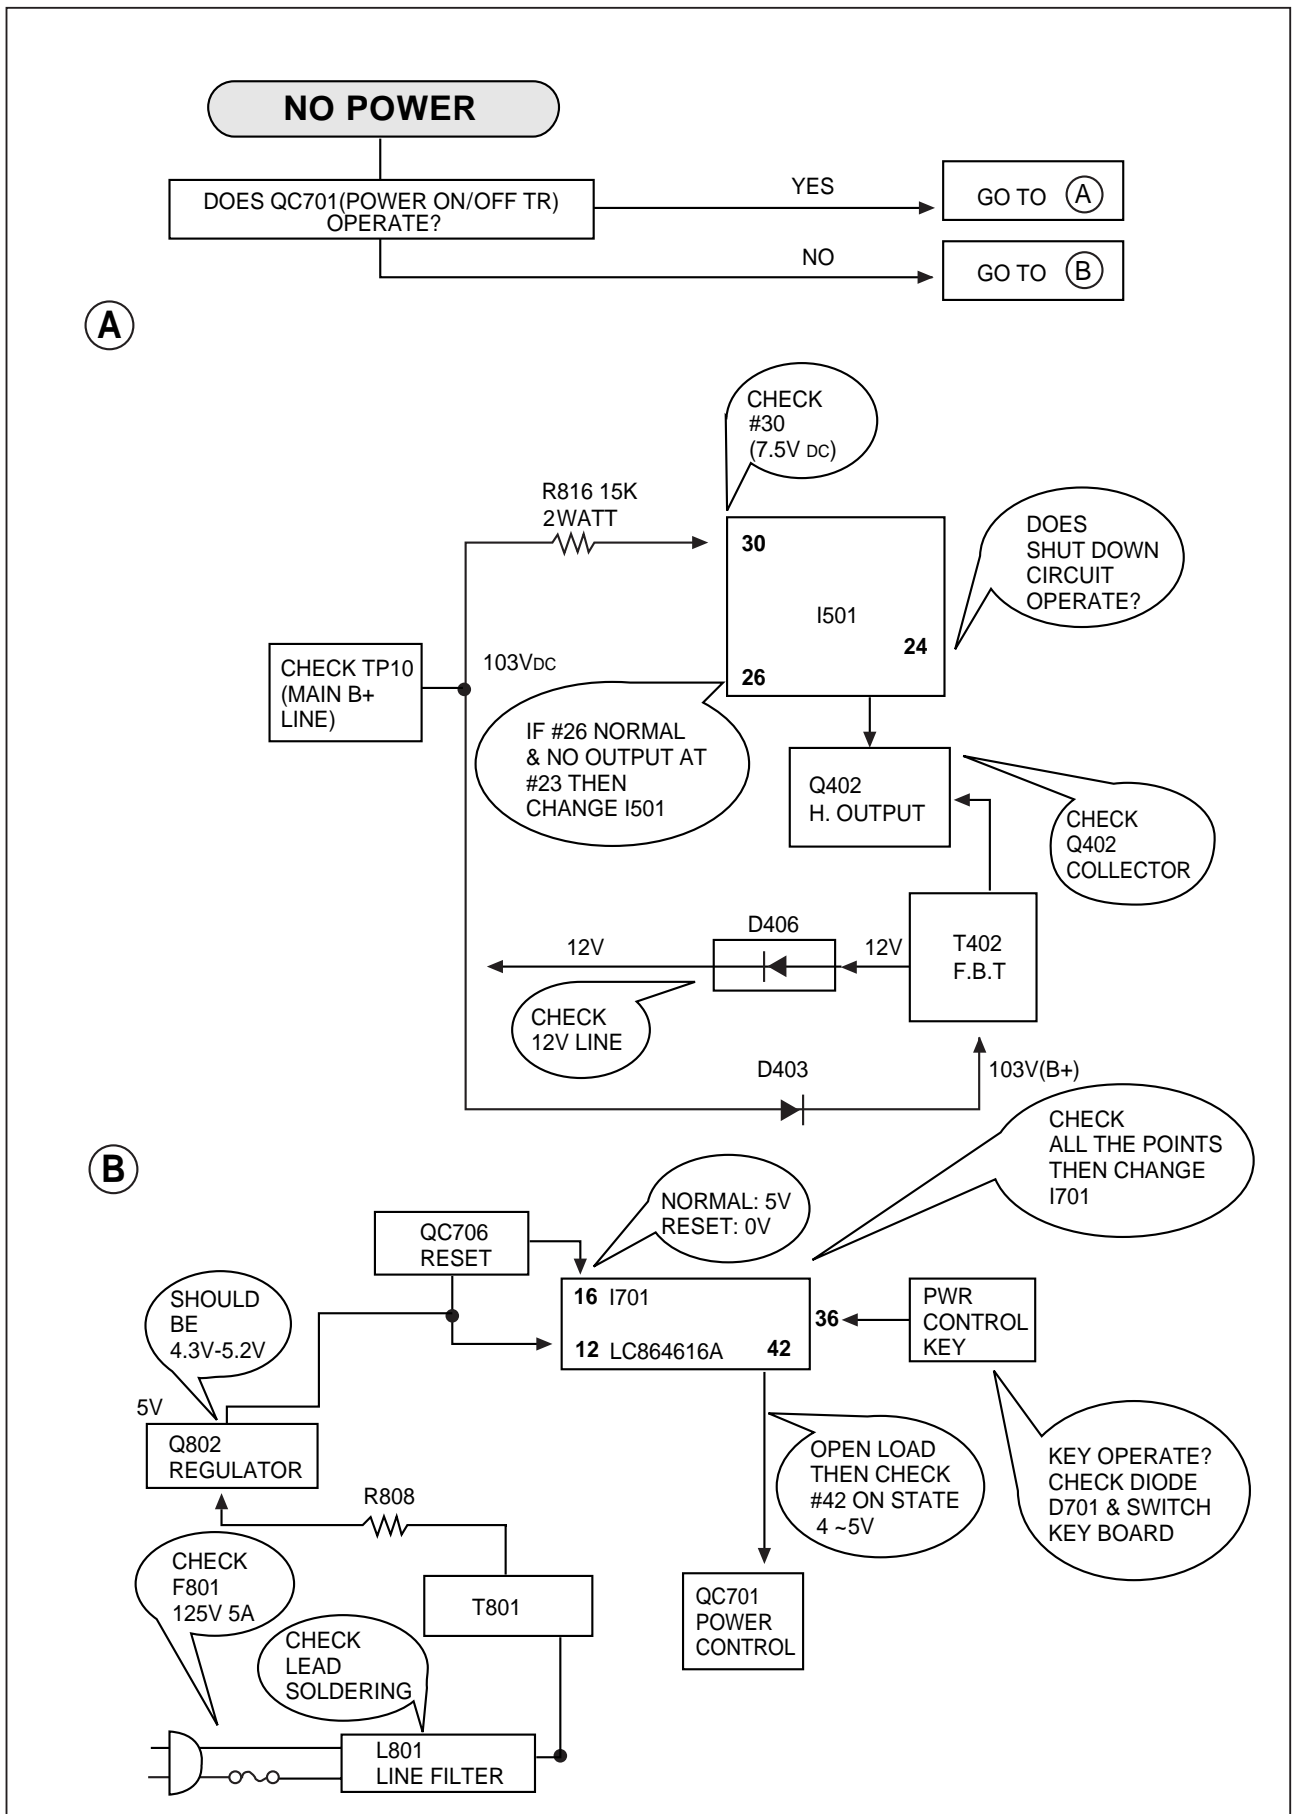 NO POWER
DOES QC701(POWER ON/OFF TR)
OPERATE?
YES
GO TO A
NO
GO TO B
A
CHECK
#30
(7.5V DC)
R816 15K
2WATT
30
I501
24
26
DOES
SHUT DOWN
CIRCUIT
OPERATE?
CHECK TP10
(MAIN B+
LINE)
103VDC
IF #26 NORMAL
& NO OUTPUT AT
#23 THEN
CHANGE I501
Q402
H. OUTPUT
CHECK
Q402
COLLECTOR
D406
12V
12V
T402
F.B.T
CHECK
12V LINE
D403
103V(B+)
B
CHECK
ALL THE POINTS
THEN CHANGE
I701
NORMAL: 5V
RESET: 0V
QC706
RESET
16 I701
12 LC864616A 42
36
PWR
CONTROL
KEY
SHOULD
BE
4.3V-5.2V
5V
Q802
REGULATOR
R808
OPEN LOAD
THEN CHECK
#42 ON STATE
4 ~5V
KEY OPERATE?
CHECK DIODE
D701 & SWITCH
KEY BOARD
CHECK
F801
125V 5A
T801
QC701
POWER
CONTROL
CHECK
LEAD
SOLDERING
L801
LINE FILTER